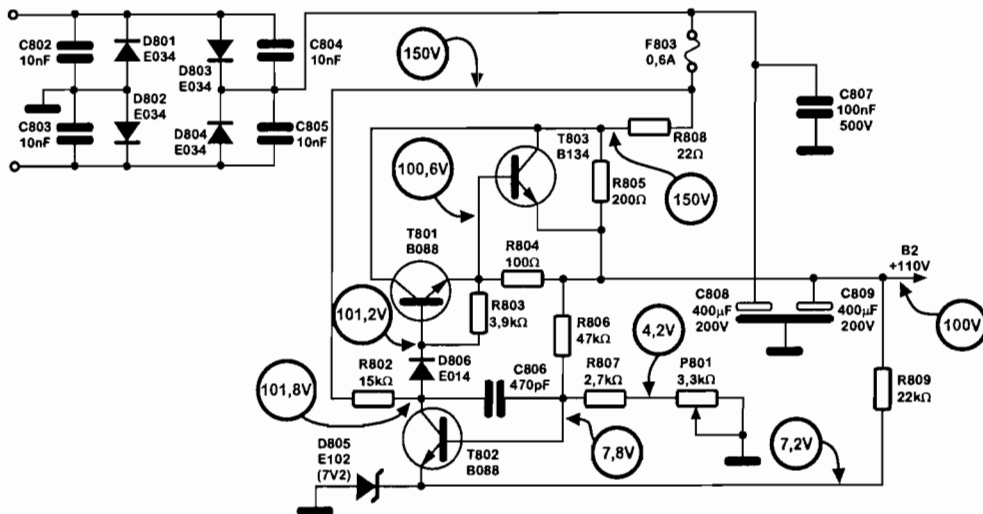 C802
10nF
D801
E034
D803
E034
C804
10nF
150V
F803
0,6A
C803
10nF
D802
E034
D804
E034
C805
10nF
C807
100nF
500V
T803
B134
R808
22Ω
100,6V
R805
200Ω
150V
T801
B088
R804
100Ω
B2
+110V
R803
3,9kΩ
C808
400µF
200V
C809
400µF
200V
100V
101,2V
R806
47kΩ
4,2V
R802
15kΩ
D806
E014
C806
470pF
R807
2,7kΩ
P801
3,3kΩ
R809
22kΩ
101,8V
D805
E102
(7V2)
T802
B088
7,8V
7,2V